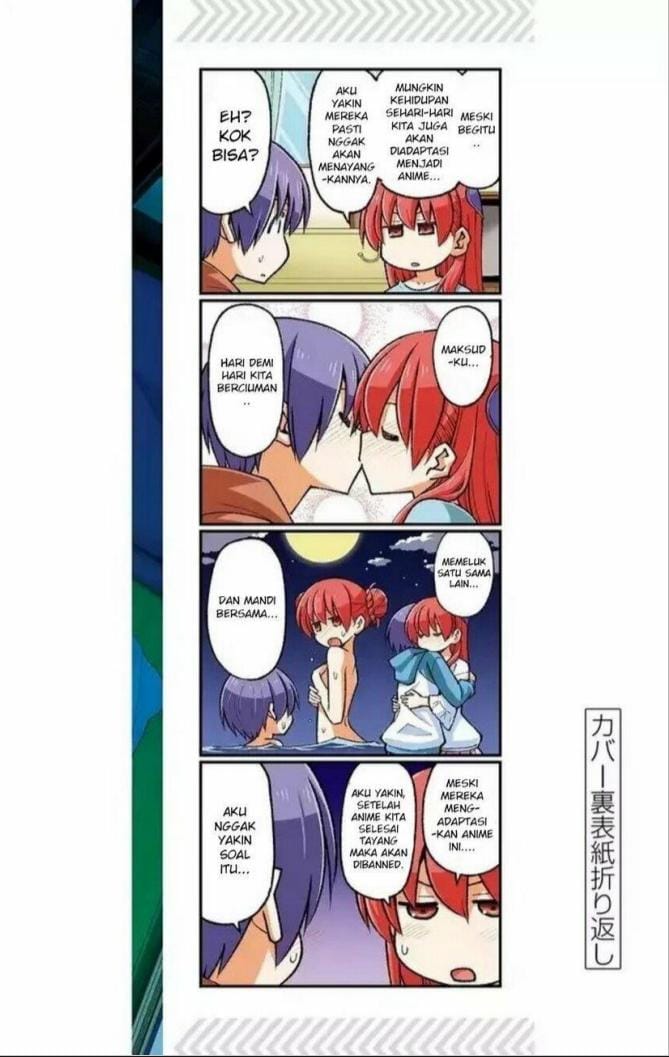 MESKI
BEGITU
..
MUNGKIN
KEHIDUPAN
SEHARI-HARI
KITA JUGA
AKAN
DIADAPTASI
MENJADI
ANIME...
AKU
YAKIN
MEREKA
PASTI
NGGAK
AKAN
MENAYANG
-KANNYA.
EH?
KOK
BISA?
MAKSUD
-KU...
HARI DEMI
HARI KITA
BERCIUMAN
..
MEMELUK
SATU SAMA
LAIN...
DAN MANDI
BERSAMA...
MESKI
MEREKA
MENG-
ADAPTASI
-KAN ANIME
INI....
AKU YAKIN,
SETELAH
ANIME KITA
SELESAI
TAYANG
MAKA AKAN
DIBANNED.
AKU
NGGAK
YAKIN
SOAL
ITU...
カバー裏表紙折り返し